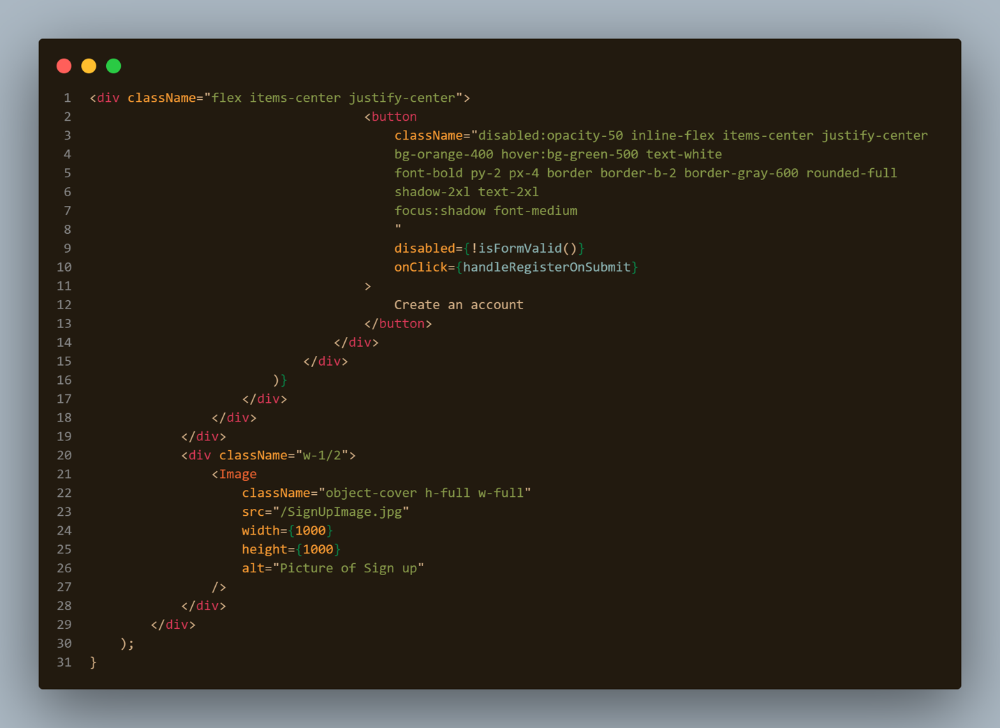 1 <div className="flex items-center justify-center">
2                                     <button
3                                         className="disabled:opacity-50 inline-flex items-center justify-center
4                                         bg-orange-400 hover:bg-green-500 text-white
5                                         font-bold py-2 px-4 border border-b-2 border-gray-600 rounded-full
6                                         shadow-2xl text-2xl
7                                         focus:shadow font-medium
8                                         "
9                                         disabled={!isFormValid()}
10                                         onClick={handleRegisterOnSubmit}
11                                     >
12                                         Create an account
13                                     </button>
14                                 </div>
15                             </div>
16                         )}
17                     </div>
18                 </div>
19             </div>
20             <div className="w-1/2">
21                 <Image
22                     className="object-cover h-full w-full"
23                     src="/SignUpImage.jpg"
24                     width={1000}
25                     height={1000}
26                     alt="Picture of Sign up"
27                 />
28             </div>
29         </div>
30     );
31 }